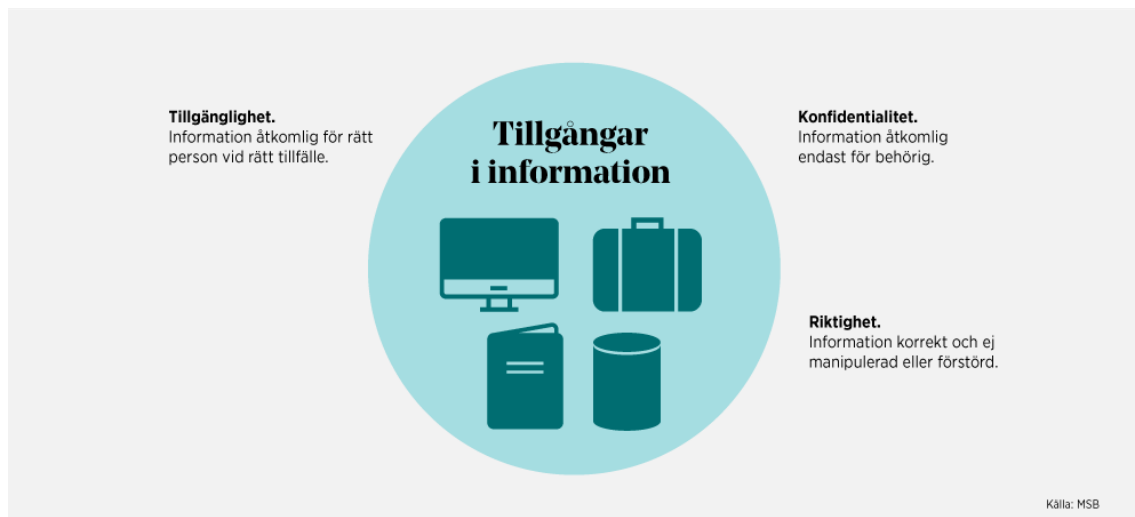 Tillgänglighet.
Information åtkomlig för rätt
person vid rätt tillfälle.
Tillgångar
i information
Konfidentialitet.
Information åtkomlig
endast för behörig.
Riktighet.
Information korrekt och ej
manipulerad eller förstörd.
Källa: MSB